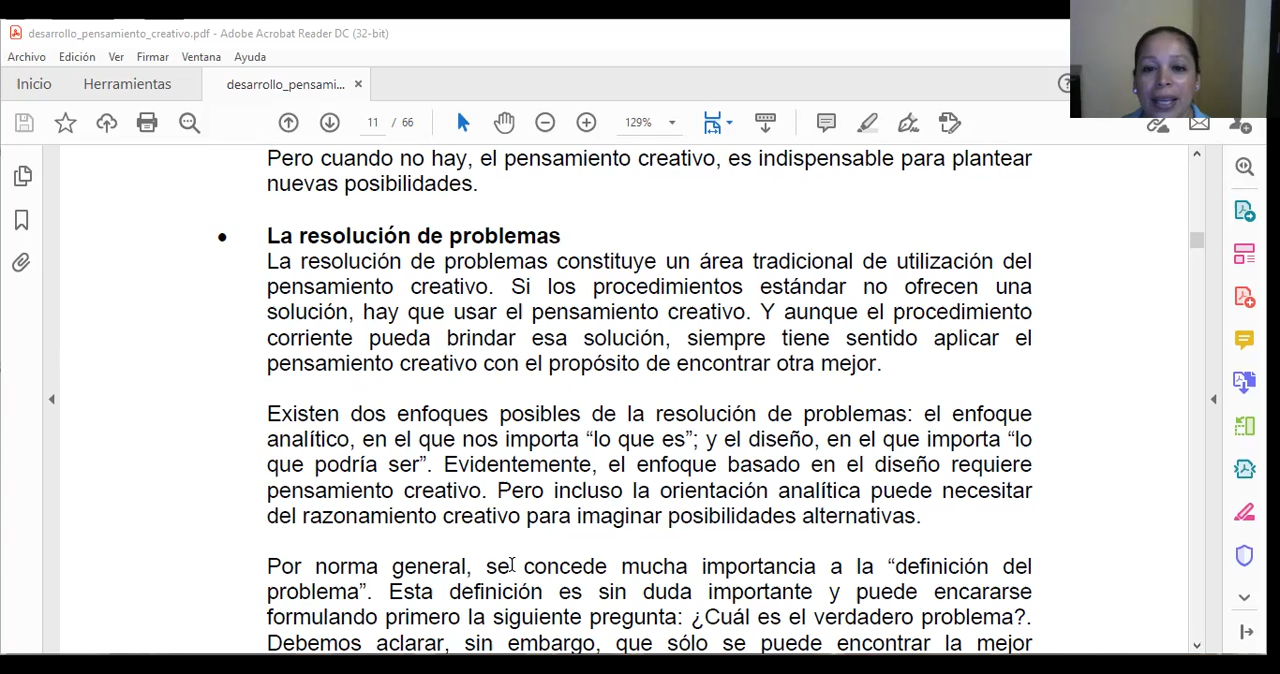 desarrollo_pensamiento_creativo.pdf - Adobe Acrobat Reader DC (32-bit)
Archivo Edición Ver Firmar Ventana Ayuda
Inicio Herramientas desarrollo_pensami... ×
11 / 66 129%
Pero cuando no hay, el pensamiento creativo, es indispensable para plantear
nuevas posibilidades.
• La resolución de problemas
La resolución de problemas constituye un área tradicional de utilización del
pensamiento creativo. Si los procedimientos estándar no ofrecen una
solución, hay que usar el pensamiento creativo. Y aunque el procedimiento
corriente pueda brindar esa solución, siempre tiene sentido aplicar el
pensamiento creativo con el propósito de encontrar otra mejor.
Existen dos enfoques posibles de la resolución de problemas: el enfoque
analítico, en el que nos importa “lo que es”; y el diseño, en el que importa “lo
que podría ser”. Evidentemente, el enfoque basado en el diseño requiere
pensamiento creativo. Pero incluso la orientación analítica puede necesitar
del razonamiento creativo para imaginar posibilidades alternativas.
Por norma general, se concede mucha importancia a la “definición del
problema”. Esta definición es sin duda importante y puede encararse
formulando primero la siguiente pregunta: ¿Cuál es el verdadero problema?.
Debemos aclarar, sin embargo, que sólo se puede encontrar la mejor